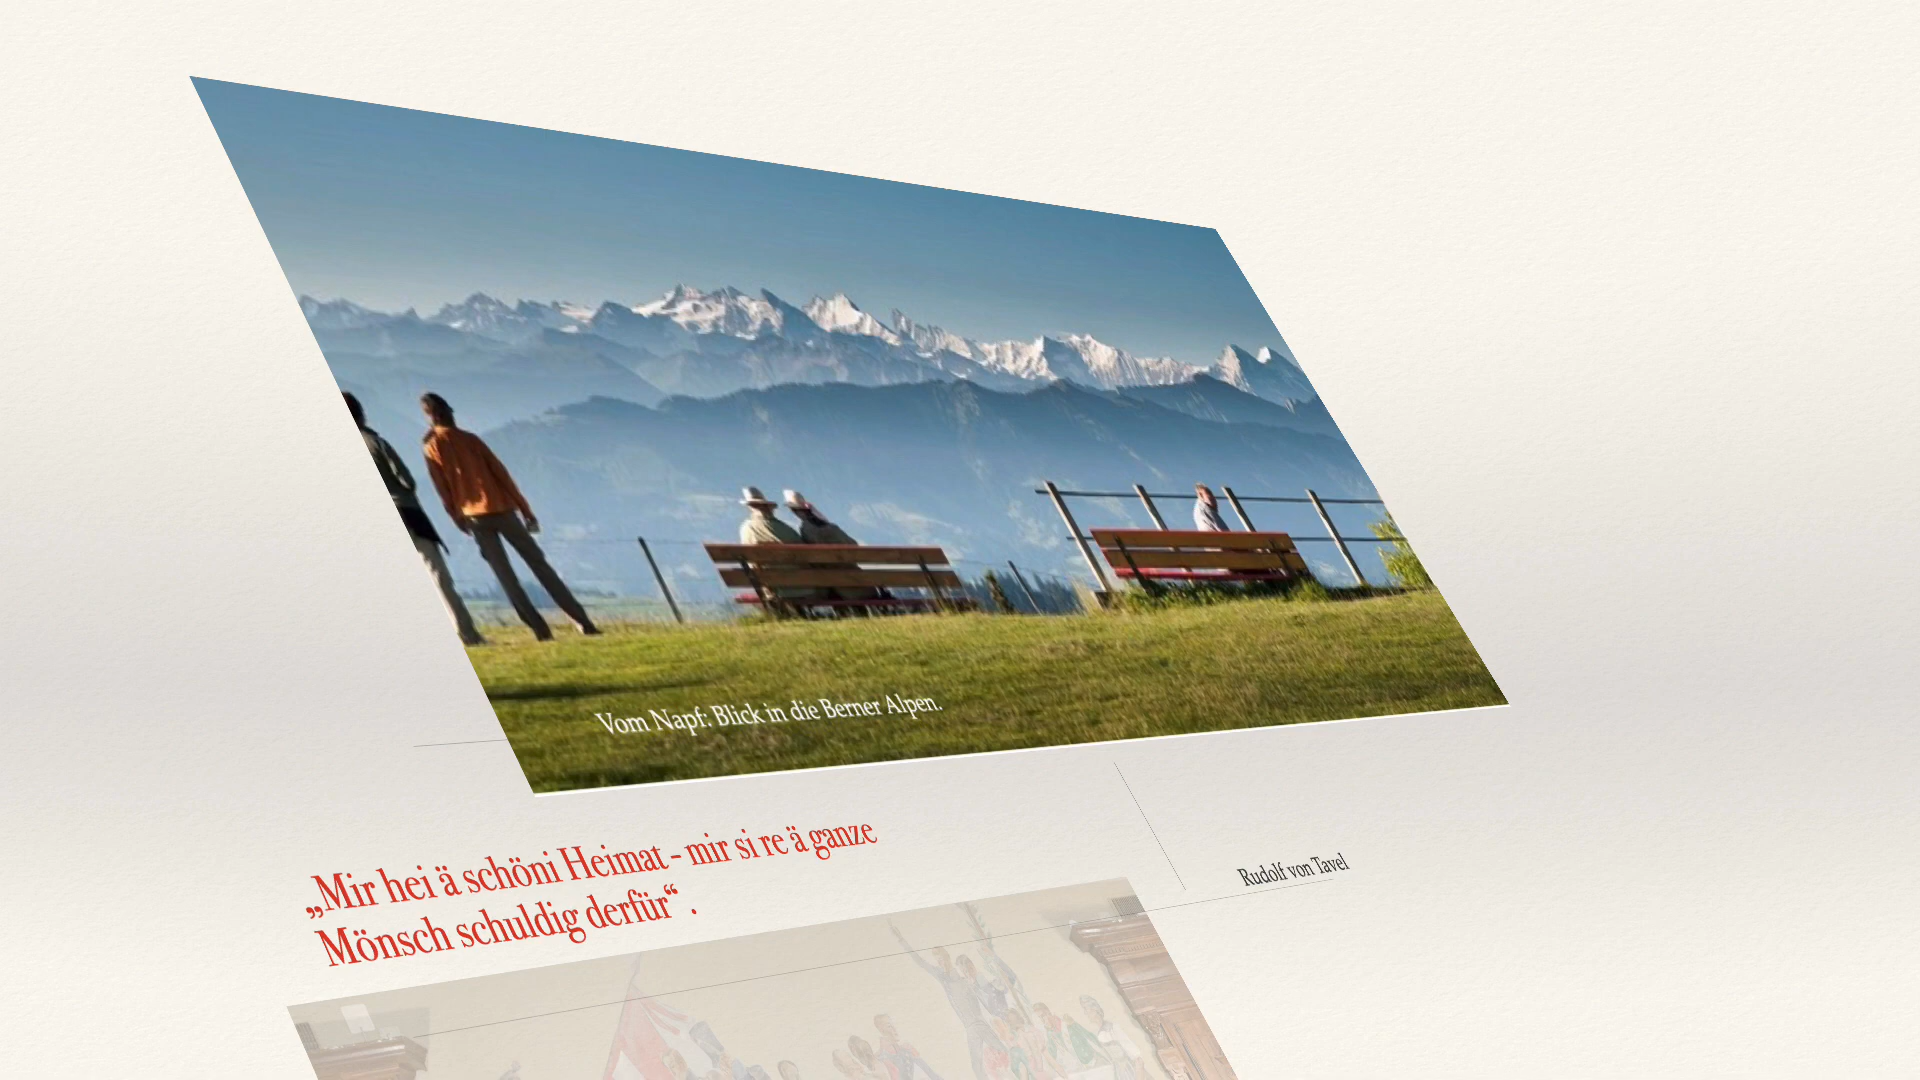 Vom Napf: Blick in die Berner Alpen.
„Mir hei ä schöni Heimat - mir si re ä ganze
Mönsch schuldig derfür“ .
Rudolf von Tavel